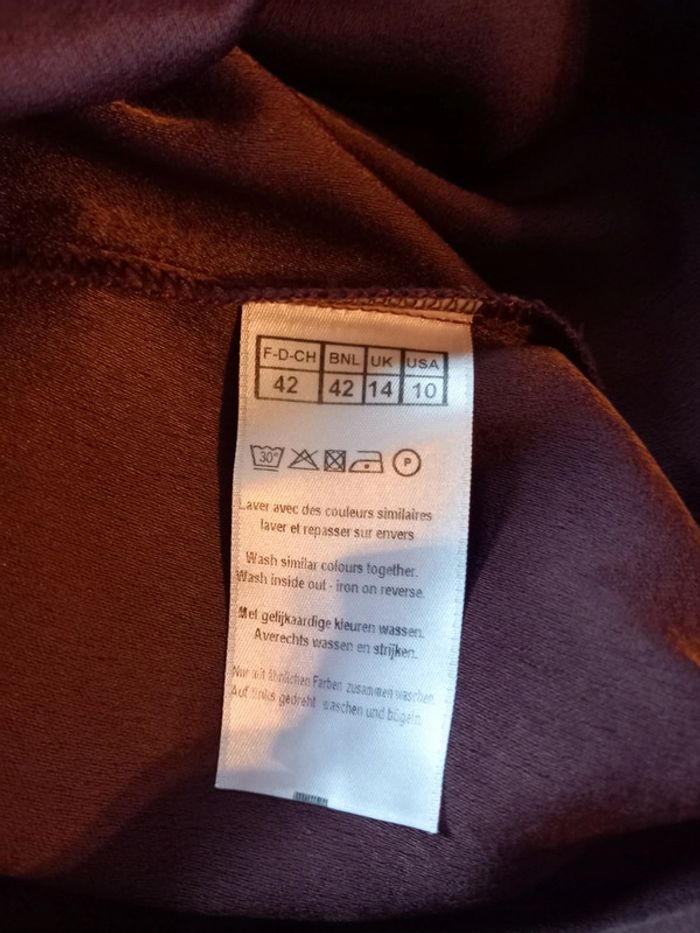 F-D-CH BNL UK USA
42 42 14 10
30° P
Laver avec des couleurs similaires
laver et repasser sur envers
Wash similar colours together.
Wash inside out - iron on reverse.
Met gelijkaardige kleuren wassen.
Averechts wassen en strijken.
Nur mit ähnlichen Farben zusammen waschen
Auf links gedreht waschen und bügeln